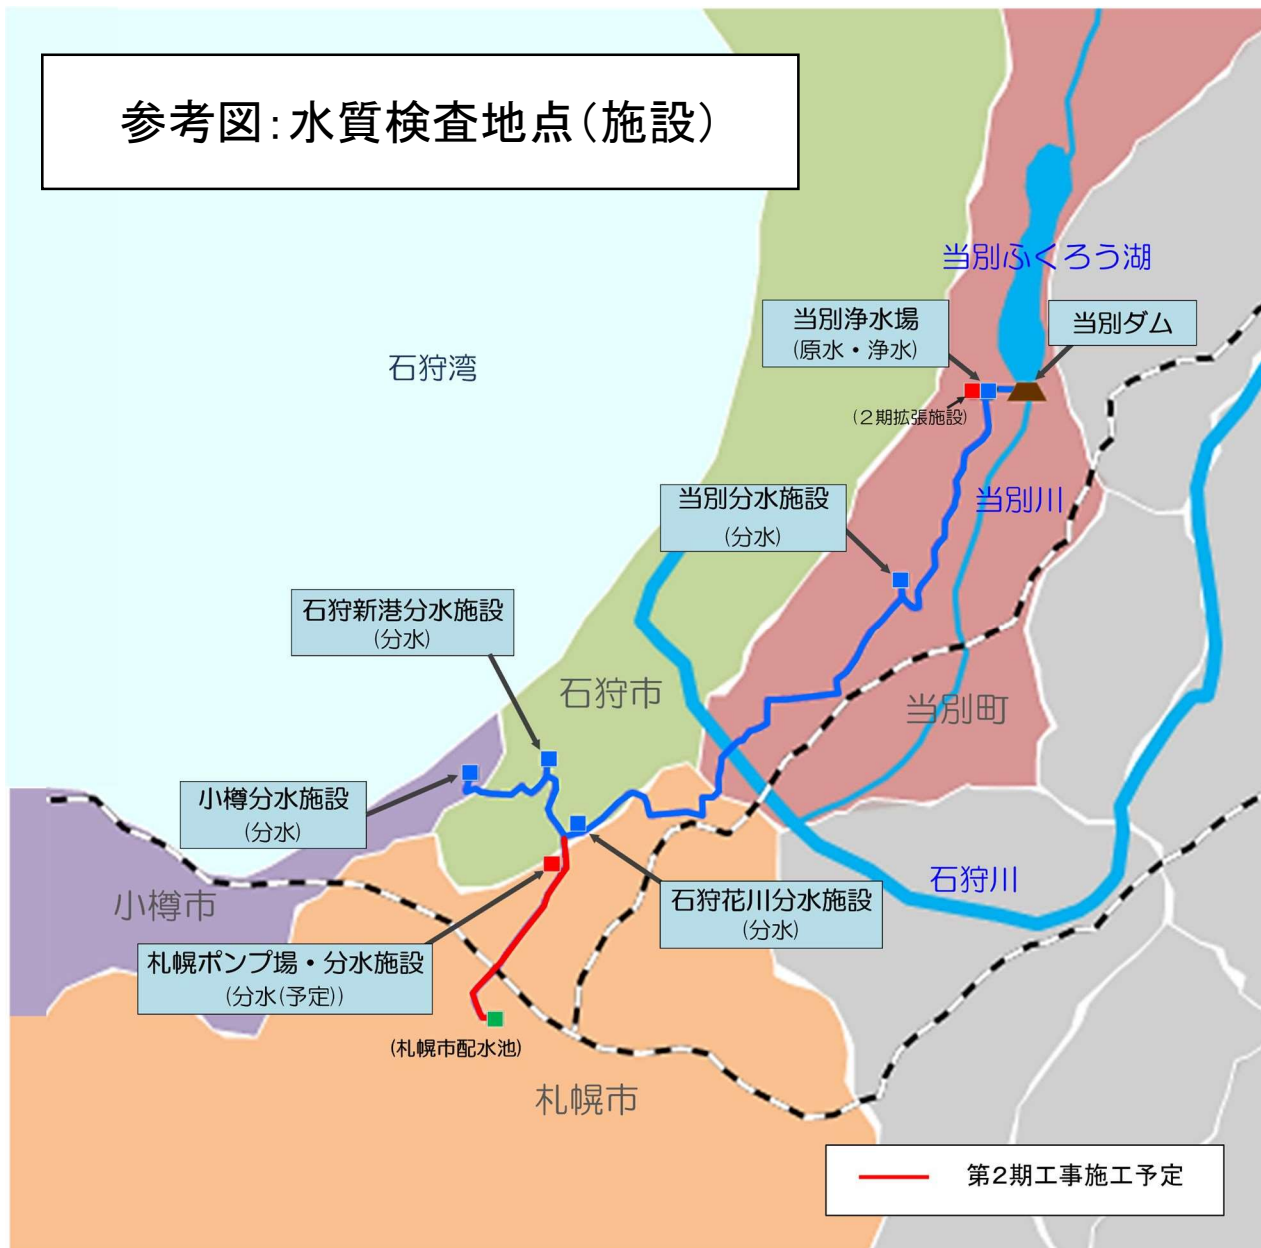 参考図:水質検査地点(施設)
当別ふくろう湖
当別浄水場
(原水・浄水)
当別ダム
石狩湾
(2期拡張施設)
当別分水施設
(分水)
当別川
石狩新港分水施設
(分水)
石狩市
当別町
小樽分水施設
(分水)
石狩川
石狩花川分水施設
(分水)
小樽市
札幌ポンプ場・分水施設
(分水(予定))
(札幌市配水池)
札幌市
第2期工事施工予定